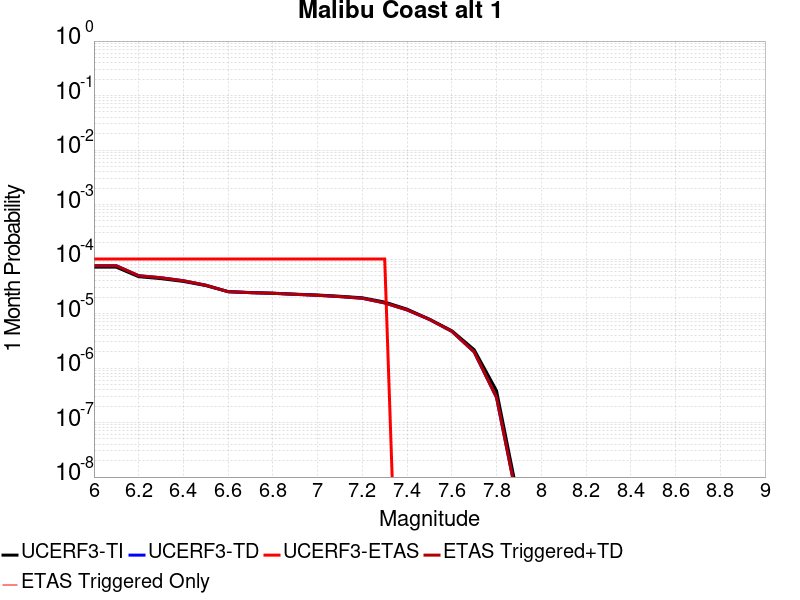 Malibu Coast alt 1
10^0
10^-1
10^-2
10^-3
10^-4
10^-5
10^-6
10^-7
10^-8
1 Month Probability
6 6.2 6.4 6.6 6.8 7 7.2 7.4 7.6 7.8 8 8.2 8.4 8.6 8.8 9
Magnitude
UCERF3-TI UCERF3-TD UCERF3-ETAS ETAS Triggered+TD
ETAS Triggered Only